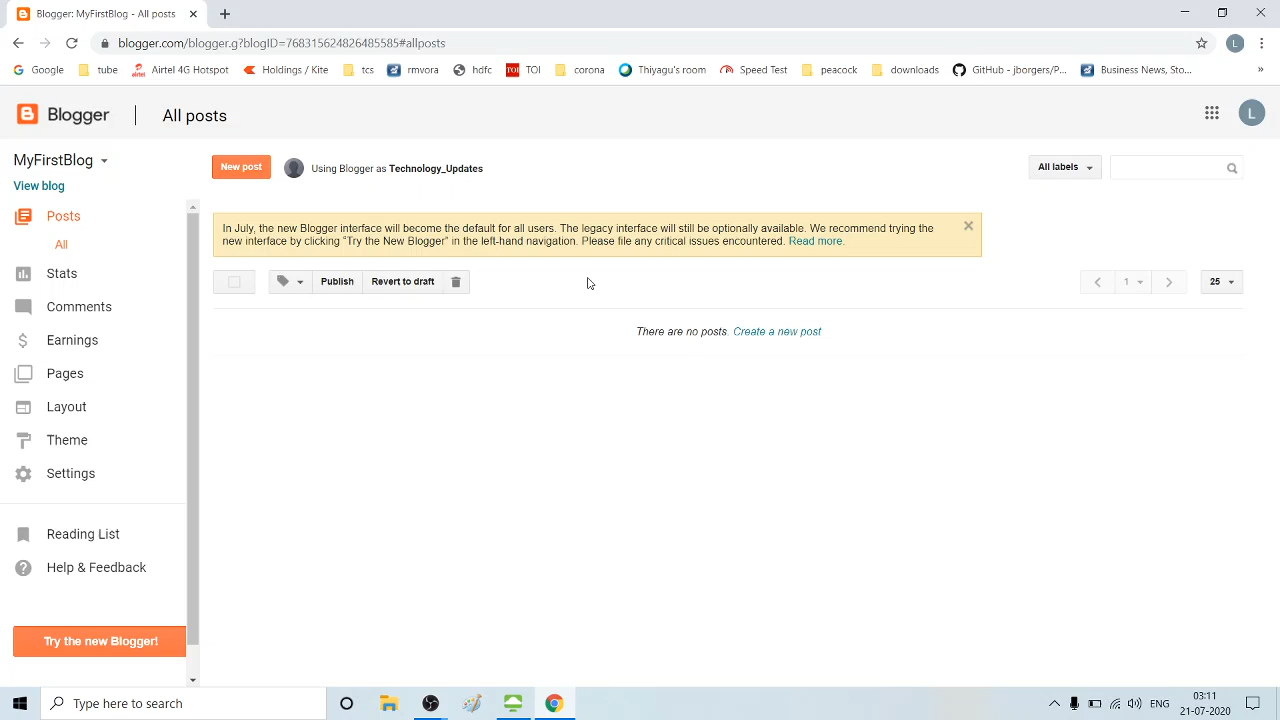 Blogger: MyFirstBlog - All posts
blogger.com/blogger.g?blogID=768315624826485585#allposts
Google tube Airtel 4G Hotspot Holdings / Kite tcs rmvora hdfc TOI corona Thiyagu's room Speed Test peacock downloads GitHub - jborgers/P... Business News, Sto... »
Blogger All posts L
MyFirstBlog
New post Using Blogger as Technology_Updates All labels
View blog
Posts
All
Stats
Comments
Earnings
Pages
Layout
Theme
Settings
Reading List
Help & Feedback
Try the new Blogger!
In July, the new Blogger interface will become the default for all users. The legacy interface will still be optionally available. We recommend trying the
new interface by clicking “Try the New Blogger” in the left-hand navigation. Please file any critical issues encountered. Read more.
Publish Revert to draft 1 25
There are no posts. Create a new post
Type here to search
ENG
03:11
21-07-2020